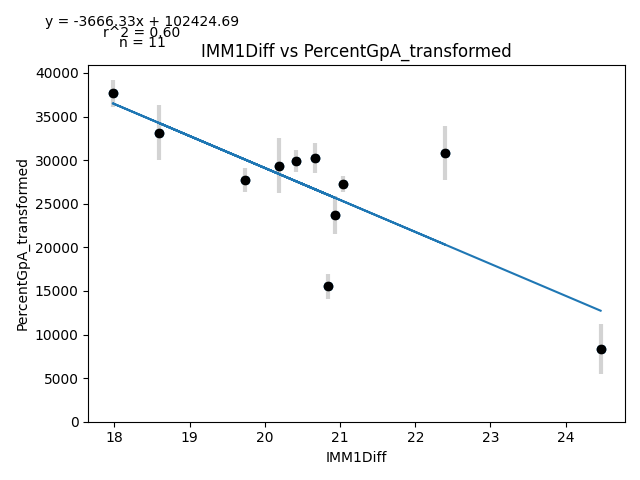 y = -3666.33x + 102424.69
r^2 = 0.60
n = 11
IMM1Diff vs PercentGpA_transformed
40000
35000
30000
25000
20000
15000
10000
5000
0
PercentGpA_transformed
18 19 20 21 22 23 24
IMM1Diff